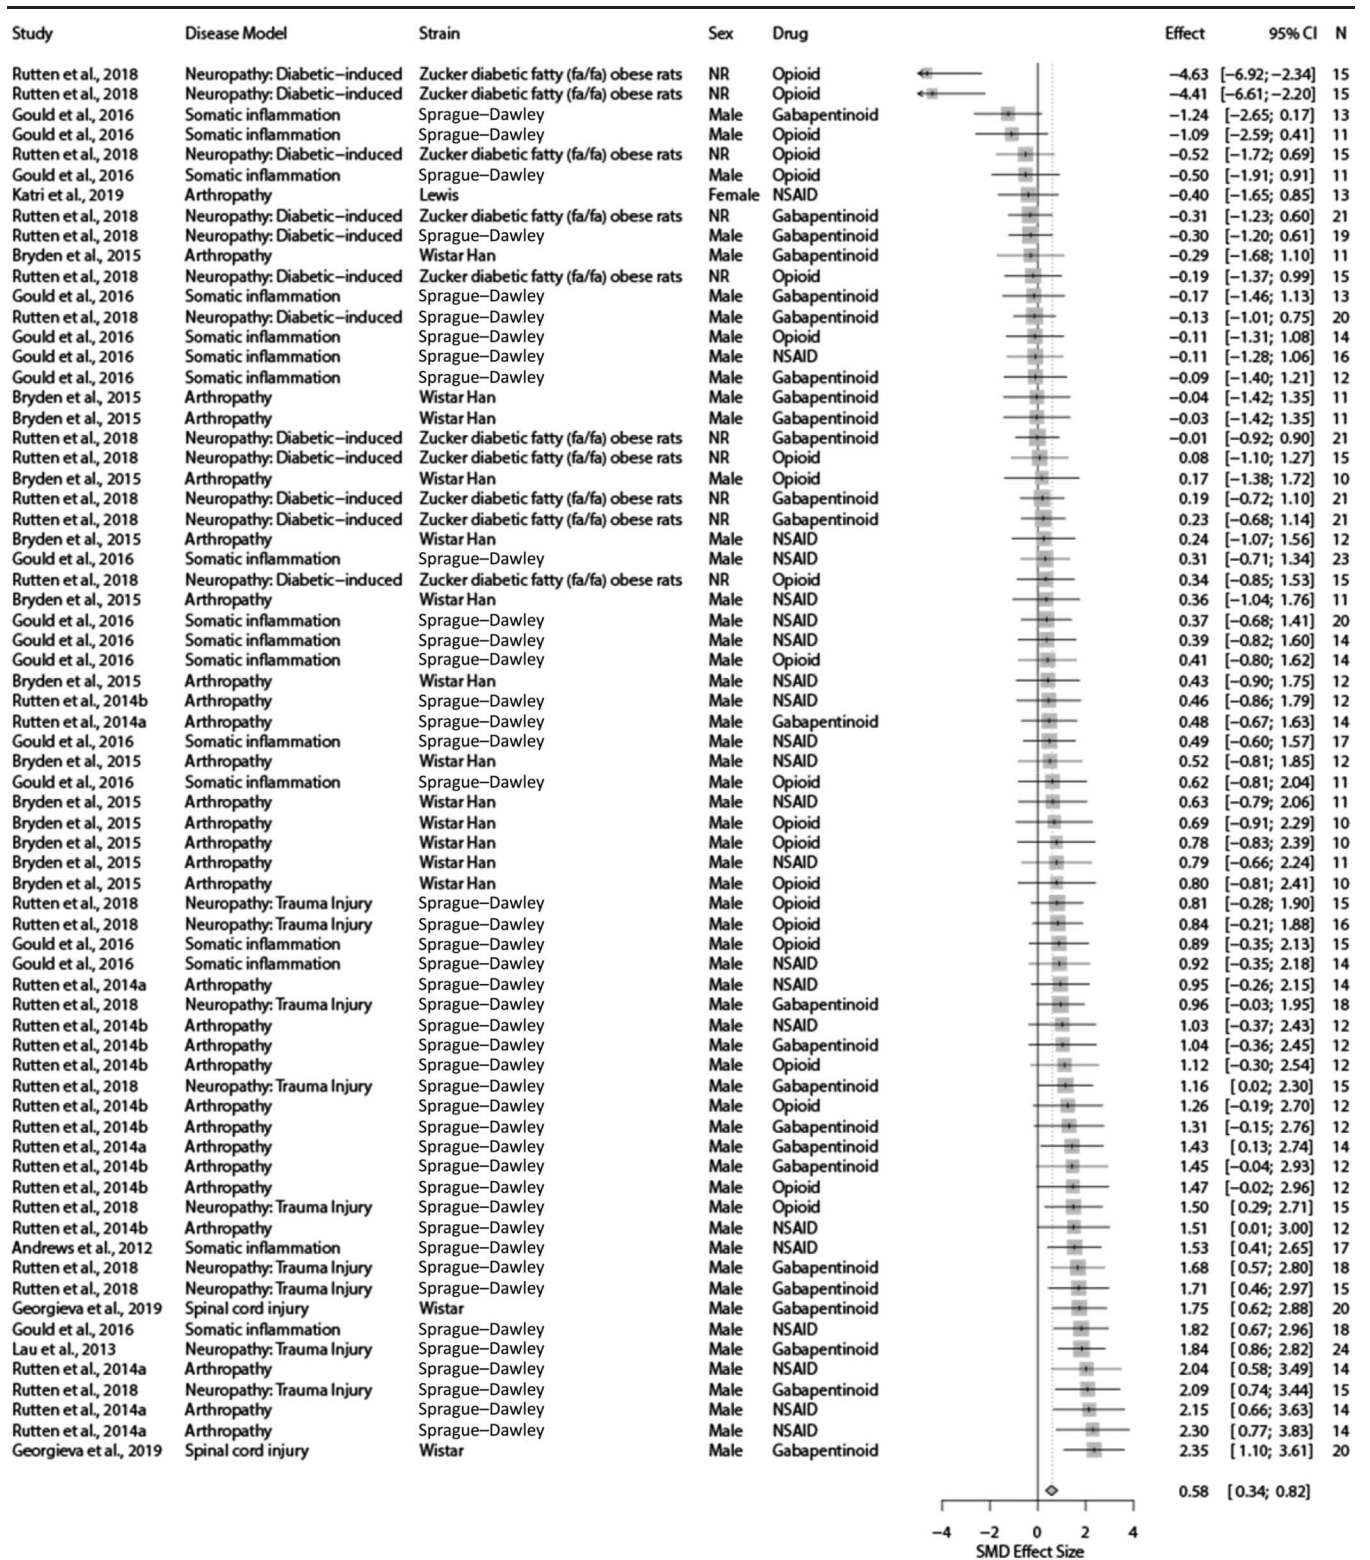 Study Disease Model Strain Sex Drug Effect 95% CI N
Rutten et al., 2018 Neuropathy: Diabetic−induced Zucker diabetic fatty (fa/fa) obese rats NR Opioid −4.63 [−6.92; −2.34] 15
Rutten et al., 2018 Neuropathy: Diabetic−induced Zucker diabetic fatty (fa/fa) obese rats NR Opioid −4.41 [−6.61; −2.20] 15
Gould et al., 2016 Somatic inflammation Sprague−Dawley Male Gabapentinoid −1.24 [−2.65; 0.17] 13
Gould et al., 2016 Somatic inflammation Sprague−Dawley Male Opioid −1.09 [−2.59; 0.41] 11
Rutten et al., 2018 Neuropathy: Diabetic−induced Zucker diabetic fatty (fa/fa) obese rats NR Opioid −0.52 [−1.72; 0.69] 15
Gould et al., 2016 Somatic inflammation Sprague−Dawley Male Opioid −0.50 [−1.91; 0.91] 11
Katri et al., 2019 Arthropathy Lewis Female NSAID −0.40 [−1.65; 0.85] 13
Rutten et al., 2018 Neuropathy: Diabetic−induced Zucker diabetic fatty (fa/fa) obese rats NR Gabapentinoid −0.31 [−1.23; 0.60] 21
Rutten et al., 2018 Neuropathy: Diabetic−induced Sprague−Dawley Male Gabapentinoid −0.30 [−1.20; 0.61] 19
Bryden et al., 2015 Arthropathy Wistar Han Male Gabapentinoid −0.29 [−1.68; 1.10] 11
Rutten et al., 2018 Neuropathy: Diabetic−induced Zucker diabetic fatty (fa/fa) obese rats NR Opioid −0.19 [−1.37; 0.99] 15
Gould et al., 2016 Somatic inflammation Sprague−Dawley Male Gabapentinoid −0.17 [−1.46; 1.13] 13
Rutten et al., 2018 Neuropathy: Diabetic−induced Sprague−Dawley Male Gabapentinoid −0.13 [−1.01; 0.75] 20
Gould et al., 2016 Somatic inflammation Sprague−Dawley Male Opioid −0.11 [−1.31; 1.08] 14
Gould et al., 2016 Somatic inflammation Sprague−Dawley Male NSAID −0.11 [−1.28; 1.06] 16
Gould et al., 2016 Somatic inflammation Sprague−Dawley Male Gabapentinoid −0.09 [−1.40; 1.21] 12
Bryden et al., 2015 Arthropathy Wistar Han Male Gabapentinoid −0.04 [−1.42; 1.35] 11
Bryden et al., 2015 Arthropathy Wistar Han Male Gabapentinoid −0.03 [−1.42; 1.35] 11
Rutten et al., 2018 Neuropathy: Diabetic−induced Zucker diabetic fatty (fa/fa) obese rats NR Gabapentinoid −0.01 [−0.92; 0.90] 21
Rutten et al., 2018 Neuropathy: Diabetic−induced Zucker diabetic fatty (fa/fa) obese rats NR Opioid 0.08 [−1.10; 1.27] 15
Bryden et al., 2015 Arthropathy Wistar Han Male Opioid 0.17 [−1.38; 1.72] 10
Rutten et al., 2018 Neuropathy: Diabetic−induced Zucker diabetic fatty (fa/fa) obese rats NR Gabapentinoid 0.19 [−0.72; 1.10] 21
Rutten et al., 2018 Neuropathy: Diabetic−induced Zucker diabetic fatty (fa/fa) obese rats NR Gabapentinoid 0.23 [−0.68; 1.14] 21
Bryden et al., 2015 Arthropathy Wistar Han Male NSAID 0.24 [−1.07; 1.56] 12
Gould et al., 2016 Somatic inflammation Sprague−Dawley Male NSAID 0.31 [−0.71; 1.34] 23
Rutten et al., 2018 Neuropathy: Diabetic−induced Zucker diabetic fatty (fa/fa) obese rats NR Opioid 0.34 [−0.85; 1.53] 15
Bryden et al., 2015 Arthropathy Wistar Han Male NSAID 0.36 [−1.04; 1.76] 11
Gould et al., 2016 Somatic inflammation Sprague−Dawley Male NSAID 0.37 [−0.68; 1.41] 20
Gould et al., 2016 Somatic inflammation Sprague−Dawley Male NSAID 0.39 [−0.82; 1.60] 14
Gould et al., 2016 Somatic inflammation Sprague−Dawley Male Opioid 0.41 [−0.80; 1.62] 14
Bryden et al., 2015 Arthropathy Wistar Han Male NSAID 0.43 [−0.90; 1.75] 12
Rutten et al., 2014b Arthropathy Sprague−Dawley Male NSAID 0.46 [−0.86; 1.79] 12
Rutten et al., 2014a Arthropathy Sprague−Dawley Male Gabapentinoid 0.48 [−0.67; 1.63] 14
Gould et al., 2016 Somatic inflammation Sprague−Dawley Male NSAID 0.49 [−0.60; 1.57] 17
Bryden et al., 2015 Arthropathy Wistar Han Male NSAID 0.52 [−0.81; 1.85] 12
Gould et al., 2016 Somatic inflammation Sprague−Dawley Male Opioid 0.62 [−0.81; 2.04] 11
Bryden et al., 2015 Arthropathy Wistar Han Male NSAID 0.63 [−0.79; 2.06] 11
Bryden et al., 2015 Arthropathy Wistar Han Male Opioid 0.69 [−0.91; 2.29] 10
Bryden et al., 2015 Arthropathy Wistar Han Male Opioid 0.78 [−0.83; 2.39] 10
Bryden et al., 2015 Arthropathy Wistar Han Male NSAID 0.79 [−0.66; 2.24] 11
Bryden et al., 2015 Arthropathy Wistar Han Male Opioid 0.80 [−0.81; 2.41] 10
Rutten et al., 2018 Neuropathy: Trauma Injury Sprague−Dawley Male Opioid 0.81 [−0.28; 1.90] 15
Rutten et al., 2018 Neuropathy: Trauma Injury Sprague−Dawley Male Opioid 0.84 [−0.21; 1.88] 16
Gould et al., 2016 Somatic inflammation Sprague−Dawley Male Opioid 0.89 [−0.35; 2.13] 15
Gould et al., 2016 Somatic inflammation Sprague−Dawley Male NSAID 0.92 [−0.35; 2.18] 14
Rutten et al., 2014a Arthropathy Sprague−Dawley Male NSAID 0.95 [−0.26; 2.15] 14
Rutten et al., 2018 Neuropathy: Trauma Injury Sprague−Dawley Male Gabapentinoid 0.96 [−0.03; 1.95] 18
Rutten et al., 2014b Arthropathy Sprague−Dawley Male NSAID 1.03 [−0.37; 2.43] 12
Rutten et al., 2014b Arthropathy Sprague−Dawley Male Gabapentinoid 1.04 [−0.36; 2.45] 12
Rutten et al., 2014b Arthropathy Sprague−Dawley Male Opioid 1.12 [−0.30; 2.54] 12
Rutten et al., 2018 Neuropathy: Trauma Injury Sprague−Dawley Male Gabapentinoid 1.16 [ 0.02; 2.30] 15
Rutten et al., 2014b Arthropathy Sprague−Dawley Male Opioid 1.26 [−0.19; 2.70] 12
Rutten et al., 2014b Arthropathy Sprague−Dawley Male Gabapentinoid 1.31 [−0.15; 2.76] 12
Rutten et al., 2014a Arthropathy Sprague−Dawley Male Gabapentinoid 1.43 [ 0.13; 2.74] 14
Rutten et al., 2014b Arthropathy Sprague−Dawley Male Gabapentinoid 1.45 [−0.04; 2.93] 12
Rutten et al., 2014b Arthropathy Sprague−Dawley Male Opioid 1.47 [−0.02; 2.96] 12
Rutten et al., 2018 Neuropathy: Trauma Injury Sprague−Dawley Male Opioid 1.50 [ 0.29; 2.71] 15
Rutten et al., 2014b Arthropathy Sprague−Dawley Male NSAID 1.51 [ 0.01; 3.00] 12
Andrews et al., 2012 Somatic inflammation Sprague−Dawley Male NSAID 1.53 [ 0.41; 2.65] 17
Rutten et al., 2018 Neuropathy: Trauma Injury Sprague−Dawley Male Gabapentinoid 1.68 [ 0.57; 2.80] 18
Rutten et al., 2018 Neuropathy: Trauma Injury Sprague−Dawley Male Gabapentinoid 1.71 [ 0.46; 2.97] 15
Georgieva et al., 2019 Spinal cord injury Wistar Male Gabapentinoid 1.75 [ 0.62; 2.88] 20
Gould et al., 2016 Somatic inflammation Sprague−Dawley Male NSAID 1.82 [ 0.67; 2.96] 18
Lau et al., 2013 Neuropathy: Trauma Injury Sprague−Dawley Male Gabapentinoid 1.84 [ 0.86; 2.82] 24
Rutten et al., 2014a Arthropathy Sprague−Dawley Male NSAID 2.04 [ 0.58; 3.49] 14
Rutten et al., 2018 Neuropathy: Trauma Injury Sprague−Dawley Male Gabapentinoid 2.09 [ 0.74; 3.44] 15
Rutten et al., 2014a Arthropathy Sprague−Dawley Male NSAID 2.15 [ 0.66; 3.63] 14
Rutten et al., 2014a Arthropathy Sprague−Dawley Male NSAID 2.30 [ 0.77; 3.83] 14
Georgieva et al., 2019 Spinal cord injury Wistar Male Gabapentinoid 2.35 [ 1.10; 3.61] 20
0.58 [ 0.34; 0.82]
−4 −2 0 2 4
SMD Effect Size